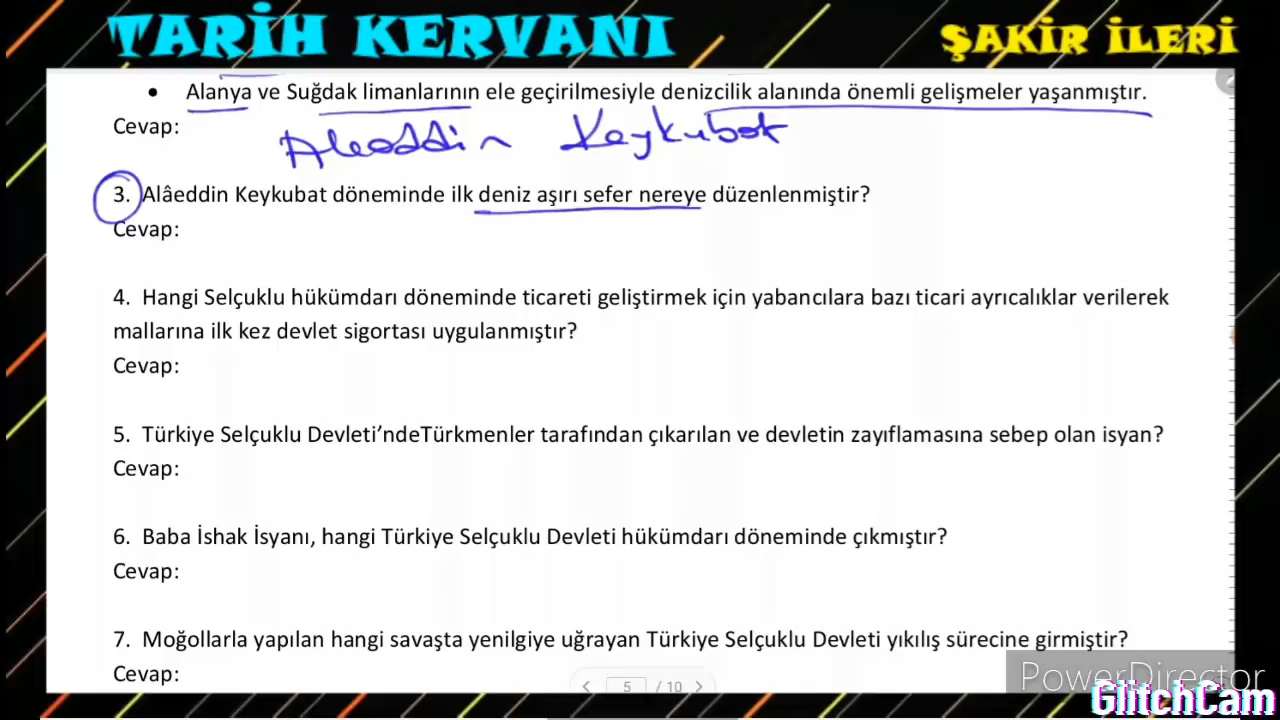 TARİH KERVANI
ŞAKİR İLERİ
• Alanya ve Suğdak limanlarının ele geçirilmesiyle denizcilik alanında önemli gelişmeler yaşanmıştır.
Cevap:
Alaaddin Keykubat
3. Alâeddin Keykubat döneminde ilk deniz aşırı sefer nereye düzenlenmiştir?
Cevap:
4. Hangi Selçuklu hükümdarı döneminde ticareti geliştirmek için yabancılara bazı ticari ayrıcalıklar verilerek
mallarına ilk kez devlet sigortası uygulanmıştır?
Cevap:
5. Türkiye Selçuklu Devleti’ndeTürkmenler tarafından çıkarılan ve devletin zayıflamasına sebep olan isyan?
Cevap:
6. Baba İshak İsyanı, hangi Türkiye Selçuklu Devleti hükümdarı döneminde çıkmıştır?
Cevap:
7. Moğollarla yapılan hangi savaşta yenilgiye uğrayan Türkiye Selçuklu Devleti yıkılış sürecine girmiştir?
Cevap:
5 / 10
PowerDirector
GlitchCam